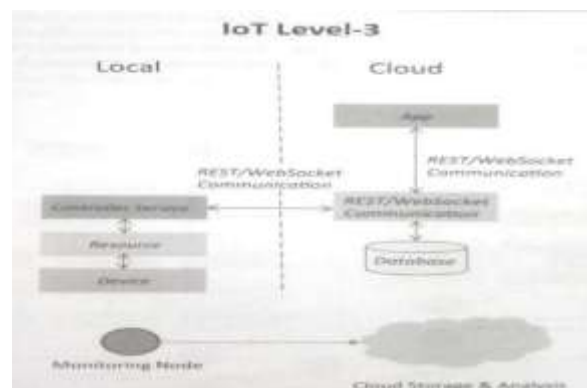 IoT Level-3
Local
Cloud
App
REST/WebSocket
Communication
REST/WebSocket
Communication
Controller Service
REST/WebSocket
Communication
Resource
Device
Database
Monitoring Node
Cloud Storage & Analysis